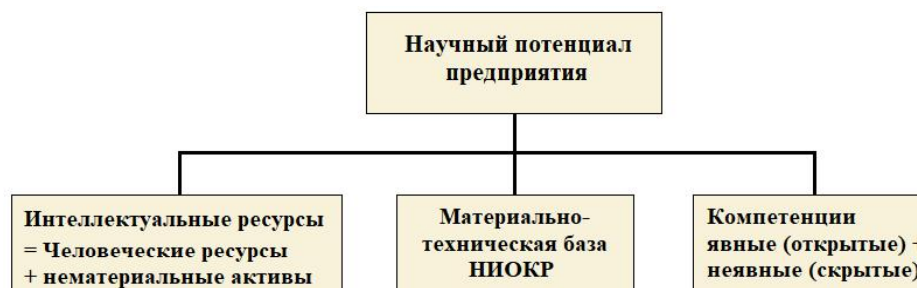 Научный потенциал
предприятия
Интеллектуальные ресурсы
= Человеческие ресурсы
+ нематериальные активы
Материально-
техническая база
НИОКР
Компетенции
явные (открытые) +
неявные (скрытые)